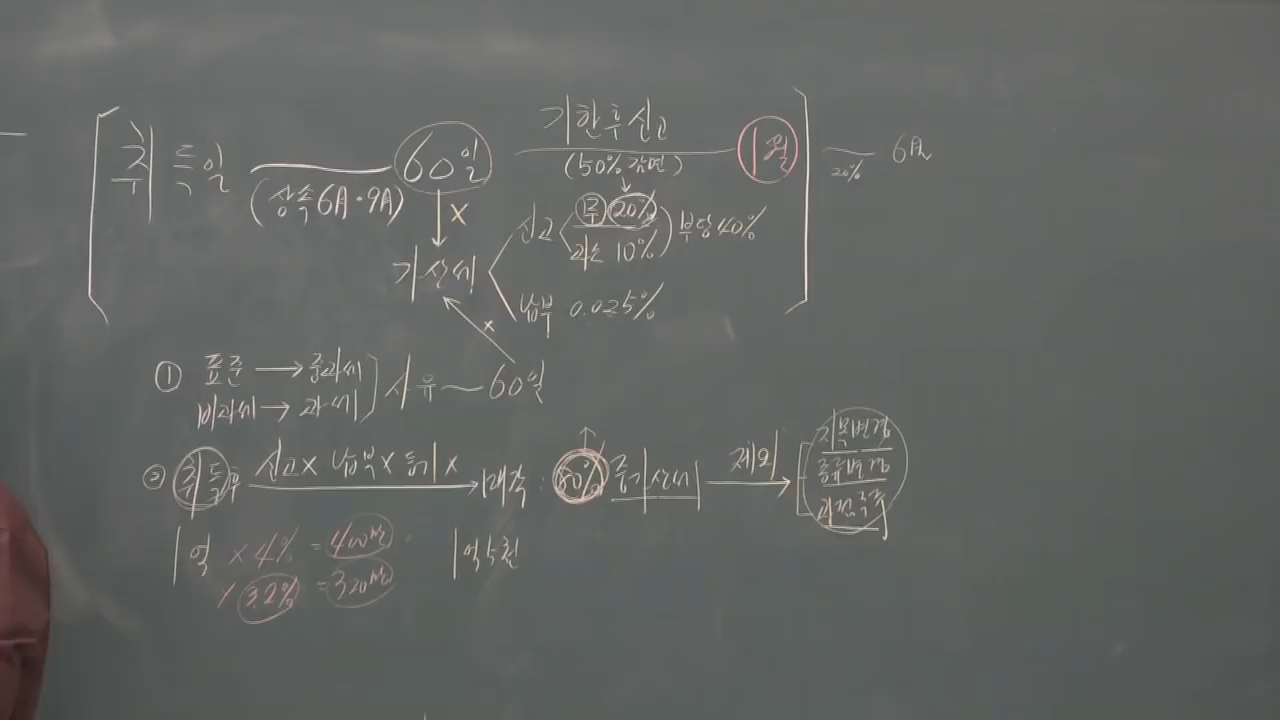 취득일 60일 기한후신고 1월 6月
(상속6月·9月) (50% 감면) 20%
X
신고 무 20% 부당 40%
과소 10%
가산세
납부 0.025%
x
① 표준 → 중과세 사유 60일
비과세 → 과세
② 취득후 신고x 납부x 등기x → 매각 : 80% 중가산세 제외 → 지목변경
종류변경
과점주주
1억 x 4% = 400만 1억 5천
x 3.2% = 320만